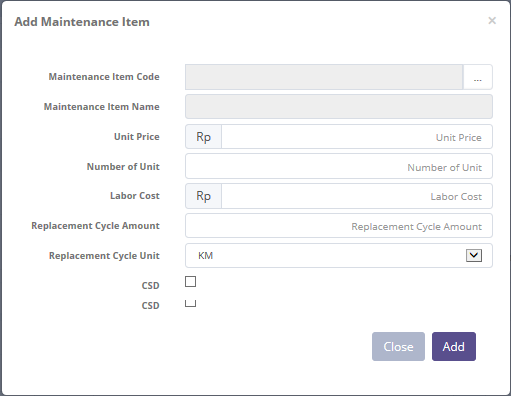 Add Maintenance Item ×
Maintenance Item Code ...
Maintenance Item Name
Unit Price Rp Unit Price
Number of Unit Number of Unit
Labor Cost Rp Labor Cost
Replacement Cycle Amount Replacement Cycle Amount
Replacement Cycle Unit KM
CSD
CSD
Close Add